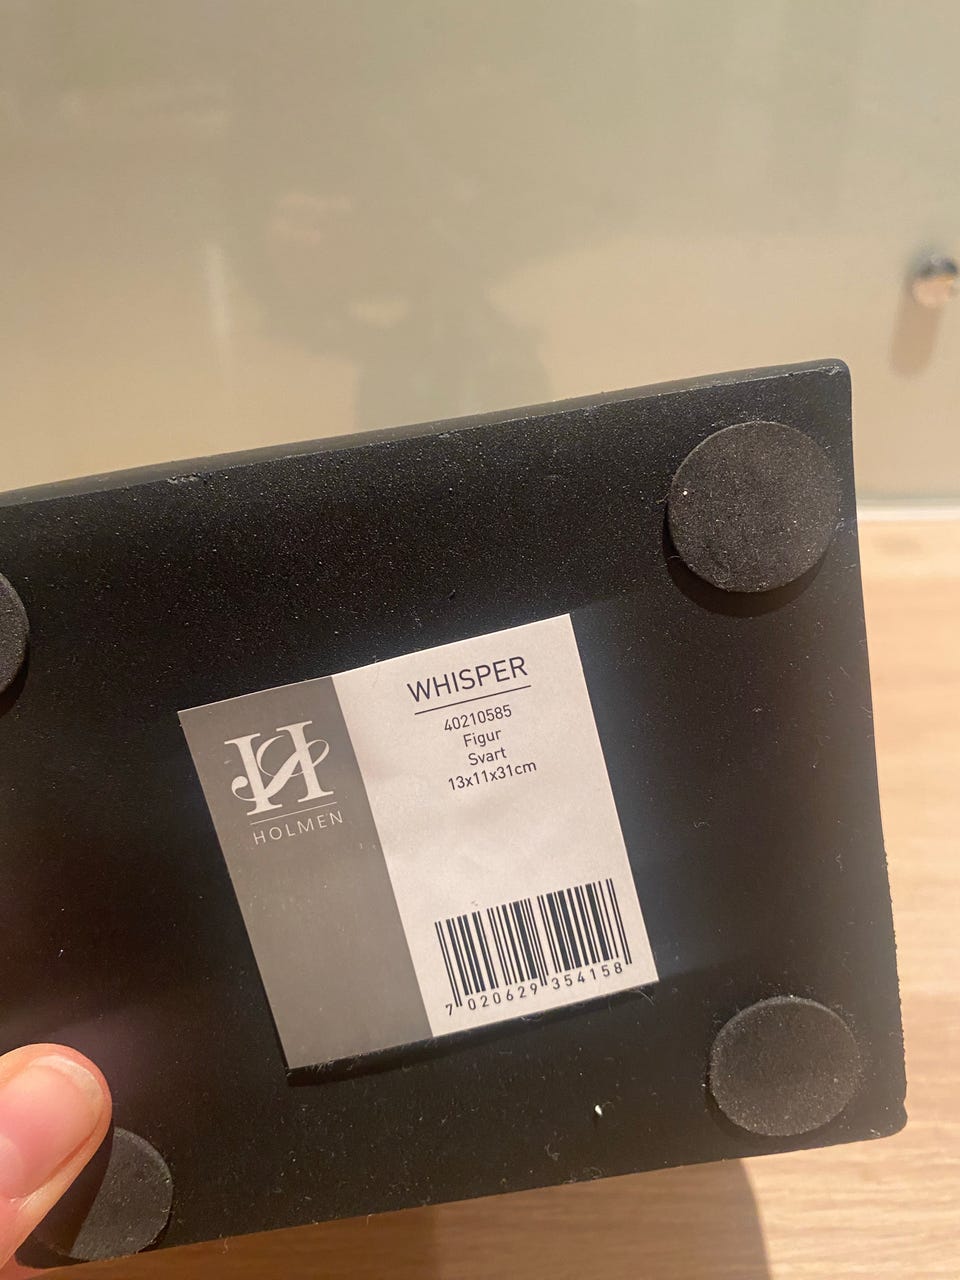 WHISPER
40210585
Figur
Svart
13x11x31cm
H
HOLMEN
7 020629 354158